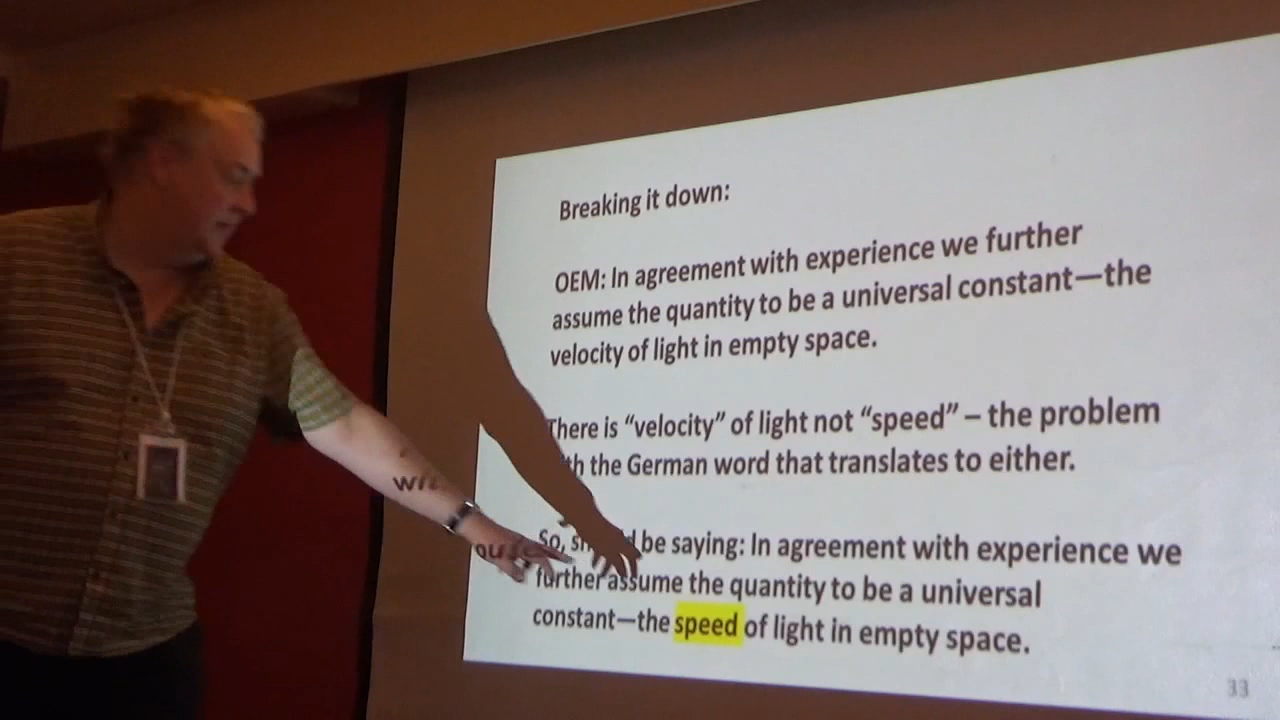 Breaking it down:
OEM: In agreement with experience we further
assume the quantity to be a universal constant—the
velocity of light in empty space.
There is “velocity” of light not “speed” – the problem
the German word that translates to either.
So, be saying: In agreement with experience we
further assume the quantity to be a universal
constant—the speed of light in empty space.
33